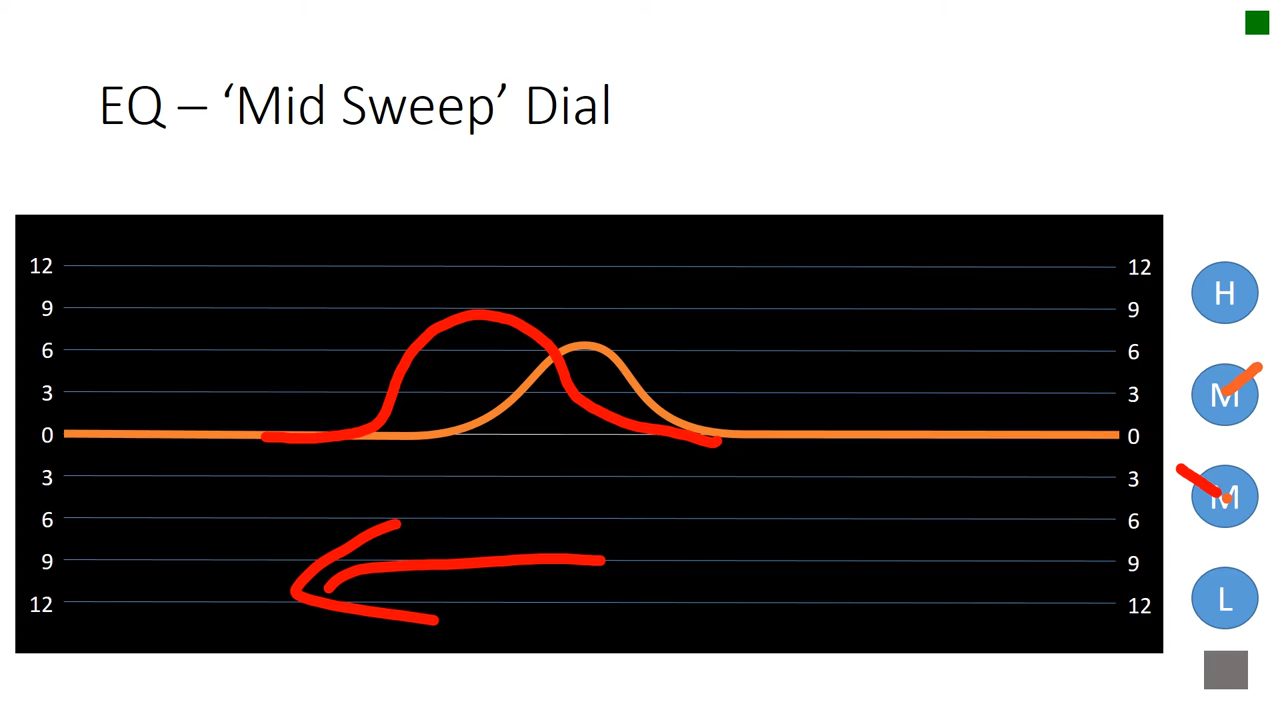 EQ – ‘Mid Sweep’ Dial
12 12
9 9
6 6
3 3
0 0
3 3
6 6
9 9
12 12
H
M
M
L